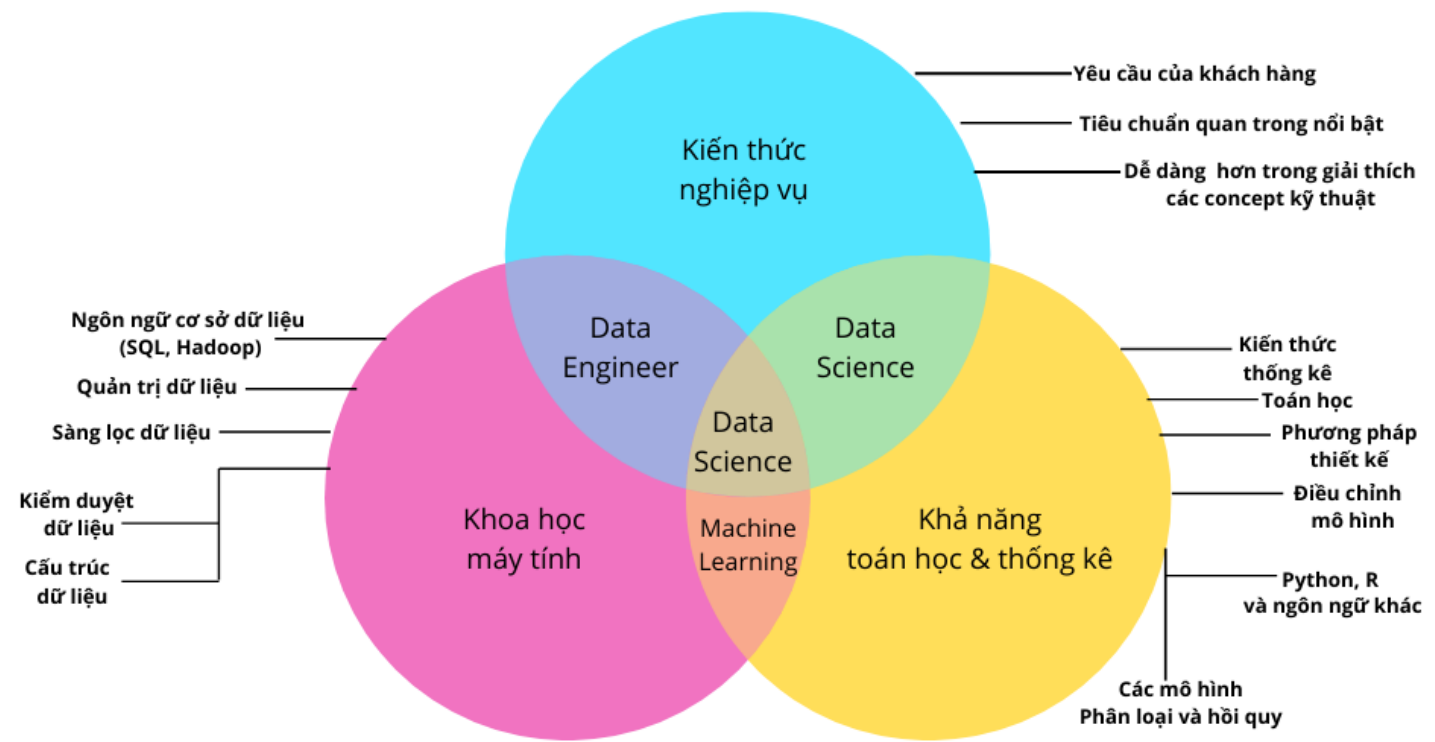 Yêu cầu của khách hàng
Tiêu chuẩn quan trong nổi bật
Dễ dàng hơn trong giải thích
các concept kỹ thuật
Kiến thức
nghiệp vụ
Ngôn ngữ cơ sở dữ liệu
(SQL, Hadoop)
Quản trị dữ liệu
Sàng lọc dữ liệu
Kiểm duyệt
dữ liệu
Cấu trúc
dữ liệu
Data
Engineer
Data
Science
Data
Science
Machine
Learning
Khoa học
máy tính
Khả năng
toán học & thống kê
Kiến thức
thống kê
Toán học
Phương pháp
thiết kế
Điều chỉnh
mô hình
Python, R
và ngôn ngữ khác
Các mô hình
Phân loại và hồi quy